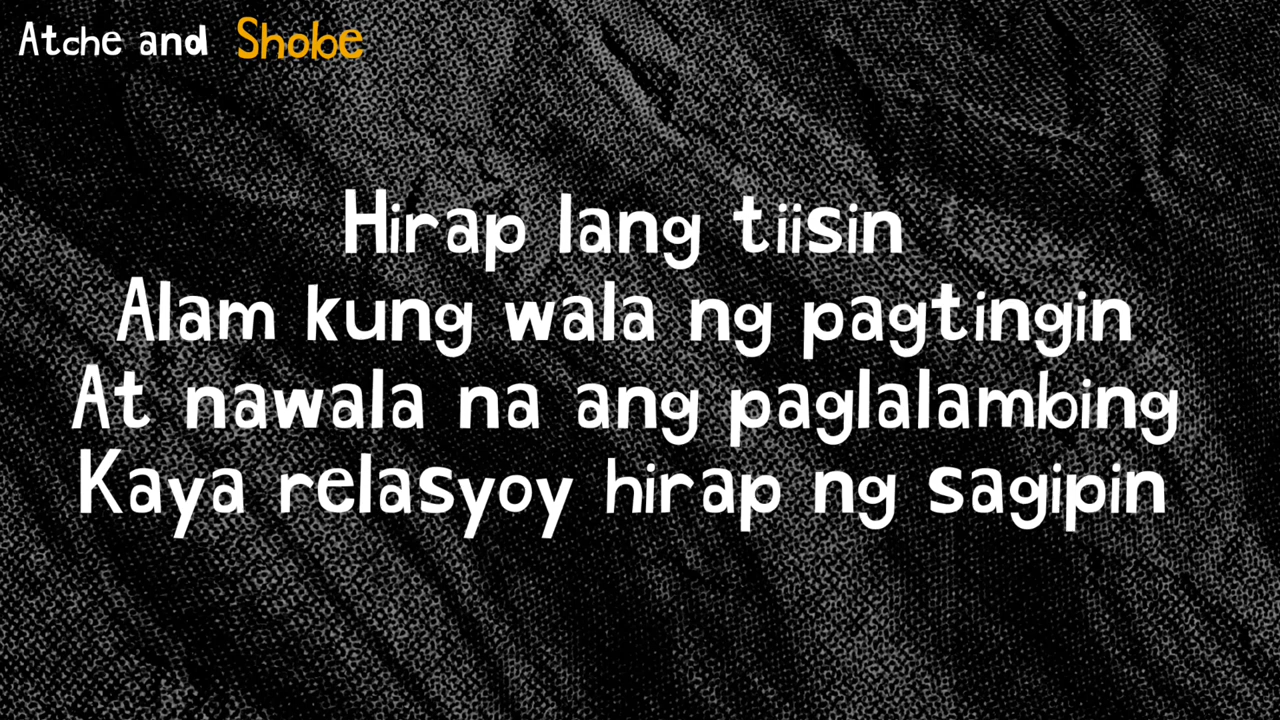 Atche and Shobe
Hirap lang tiisin
Alam kung wala ng pagtingin
At nawala na ang paglalambing
Kaya relasyoy hirap ng sagipin